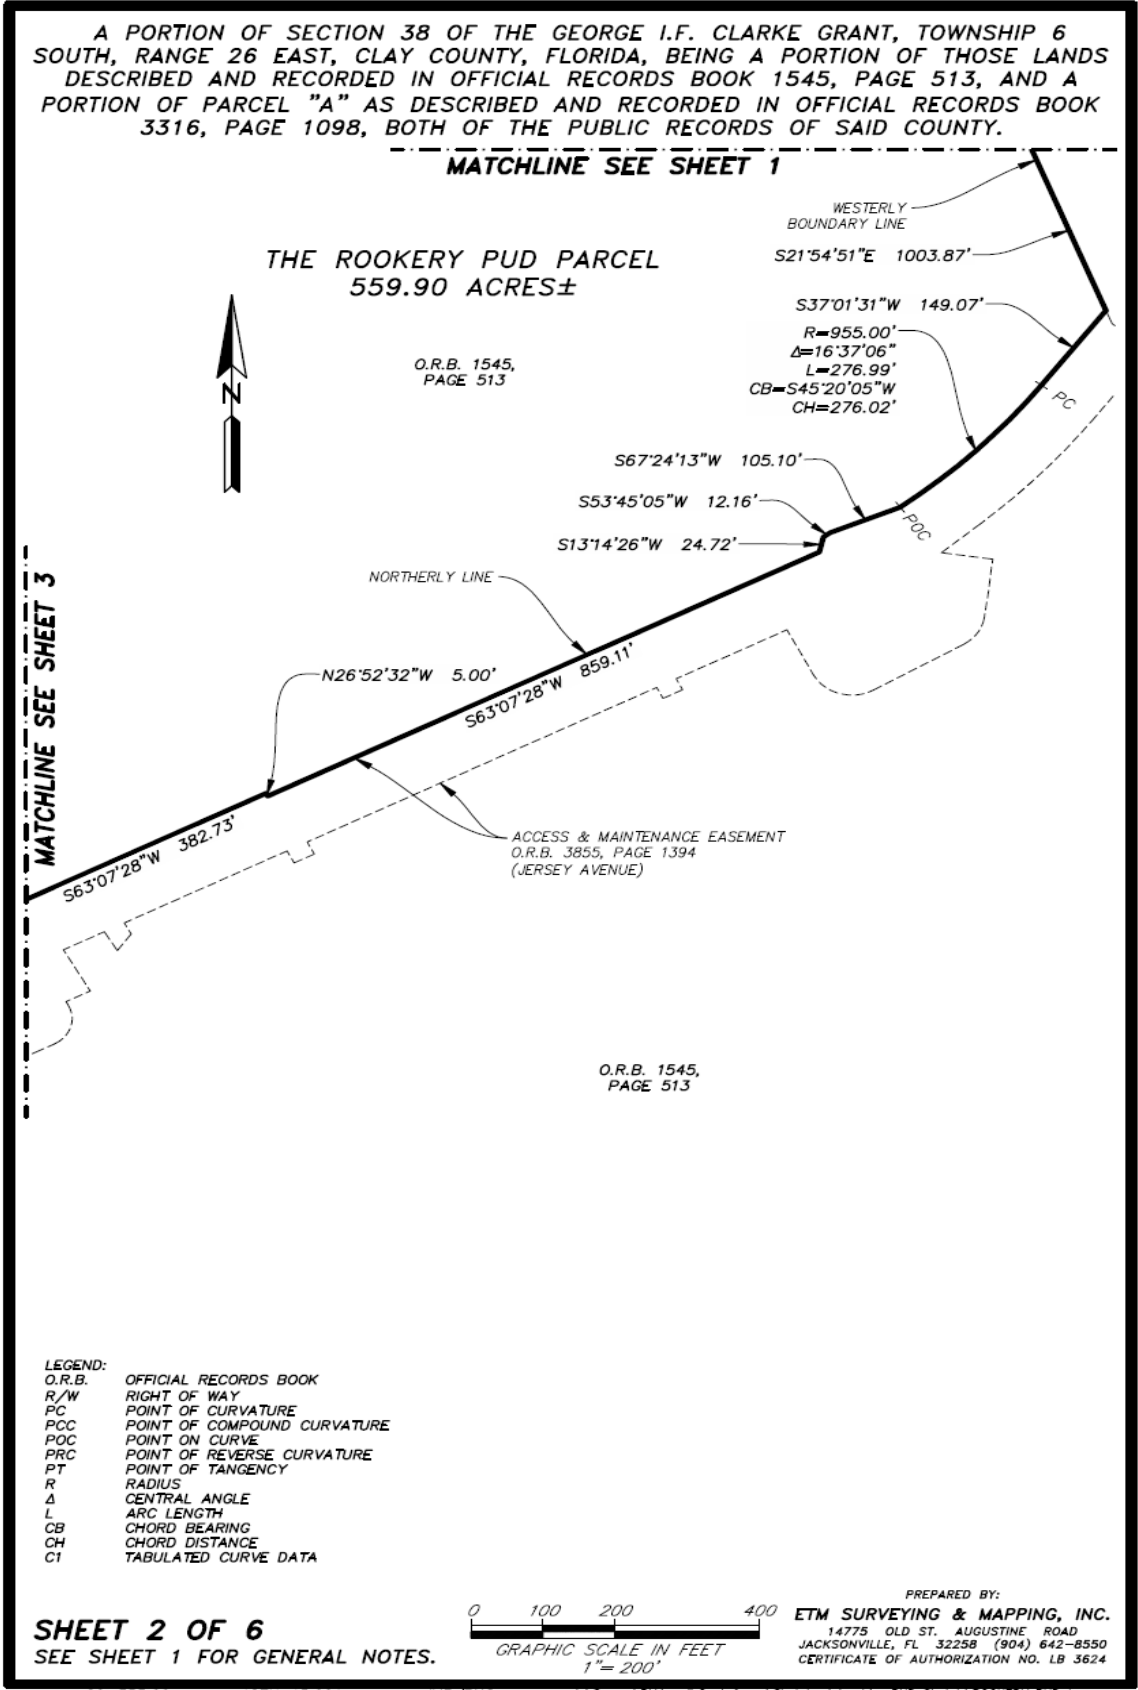 A PORTION OF SECTION 38 OF THE GEORGE I.F. CLARKE GRANT, TOWNSHIP 6
SOUTH, RANGE 26 EAST, CLAY COUNTY, FLORIDA, BEING A PORTION OF THOSE LANDS
DESCRIBED AND RECORDED IN OFFICIAL RECORDS BOOK 1545, PAGE 513, AND A
PORTION OF PARCEL "A" AS DESCRIBED AND RECORDED IN OFFICIAL RECORDS BOOK
3316, PAGE 1098, BOTH OF THE PUBLIC RECORDS OF SAID COUNTY.
MATCHLINE SEE SHEET 1
WESTERLY
BOUNDARY LINE
S21°54'51"E 1003.87'
THE ROOKERY PUD PARCEL
559.90 ACRES±
S37°01'31"W 149.07'
R=955.00'
Δ=16°37'06"
L=276.99'
CB=S45°20'05"W
CH=276.02'
O.R.B. 1545,
PAGE 513
N
PC
S67°24'13"W 105.10'
S53°45'05"W 12.16'
POC
S13°14'26"W 24.72'
NORTHERLY LINE
MATCHLINE SEE SHEET 3
N26°52'32"W 5.00'
S63°07'28"W 859.11'
S63°07'28"W 382.73'
ACCESS & MAINTENANCE EASEMENT
O.R.B. 3855, PAGE 1394
(JERSEY AVENUE)
O.R.B. 1545,
PAGE 513
LEGEND:
O.R.B. OFFICIAL RECORDS BOOK
R/W RIGHT OF WAY
PC POINT OF CURVATURE
PCC POINT OF COMPOUND CURVATURE
POC POINT ON CURVE
PRC POINT OF REVERSE CURVATURE
PT POINT OF TANGENCY
R RADIUS
Δ CENTRAL ANGLE
L ARC LENGTH
CB CHORD BEARING
CH CHORD DISTANCE
C1 TABULATED CURVE DATA
SHEET 2 OF 6
SEE SHEET 1 FOR GENERAL NOTES.
0 100 200 400
GRAPHIC SCALE IN FEET
1"= 200'
PREPARED BY:
ETM SURVEYING & MAPPING, INC.
14775 OLD ST. AUGUSTINE ROAD
JACKSONVILLE, FL 32258 (904) 642-8550
CERTIFICATE OF AUTHORIZATION NO. LB 3624